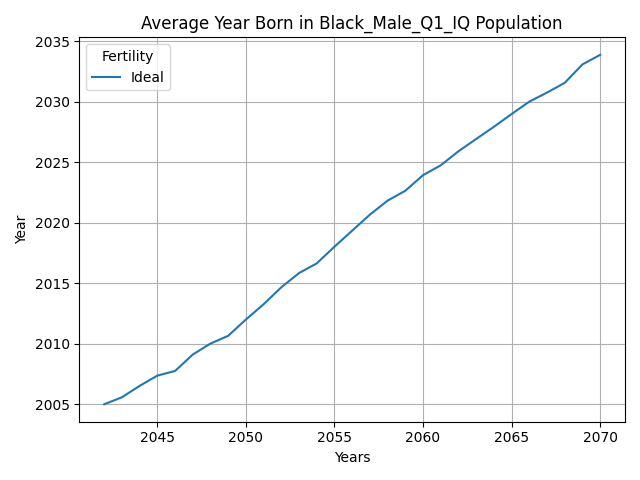 Average Year Born in Black_Male_Q1_IQ Population
Fertility
Ideal
Year
2035
2030
2025
2020
2015
2010
2005
2045 2050 2055 2060 2065 2070
Years